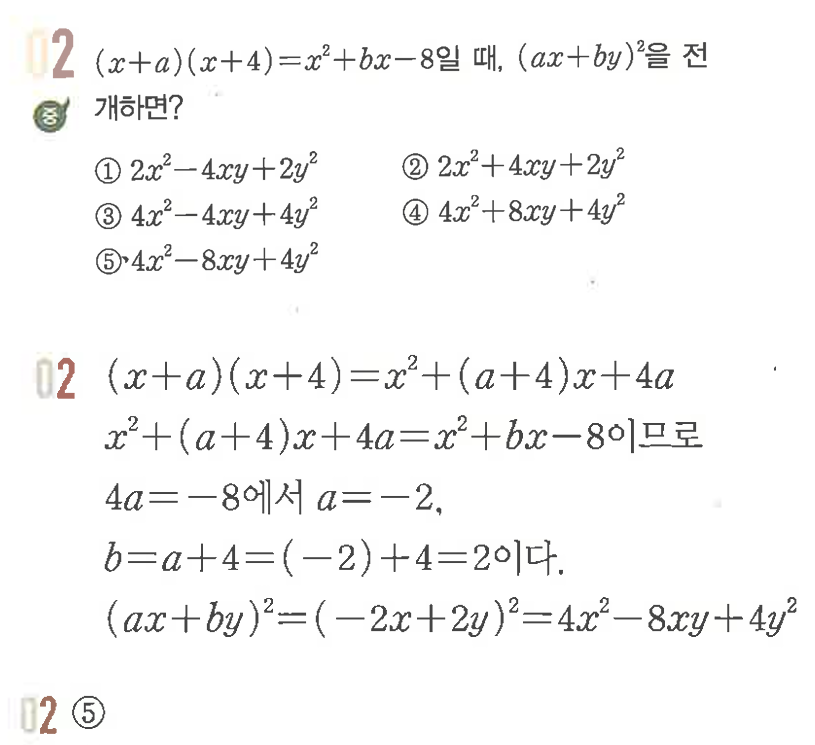 02 (x+a)(x+4)=x²+bx-8일 때, (ax+by)²을 전
중 개하면?
① 2x²-4xy+2y² ② 2x²+4xy+2y²
③ 4x²-4xy+4y² ④ 4x²+8xy+4y²
⑤ 4x²-8xy+4y²
02 (x+a)(x+4)=x²+(a+4)x+4a
x²+(a+4)x+4a=x²+bx-8이므로
4a=-8에서 a=-2,
b=a+4=(-2)+4=2이다.
(ax+by)²=(-2x+2y)²=4x²-8xy+4y²
02 ⑤